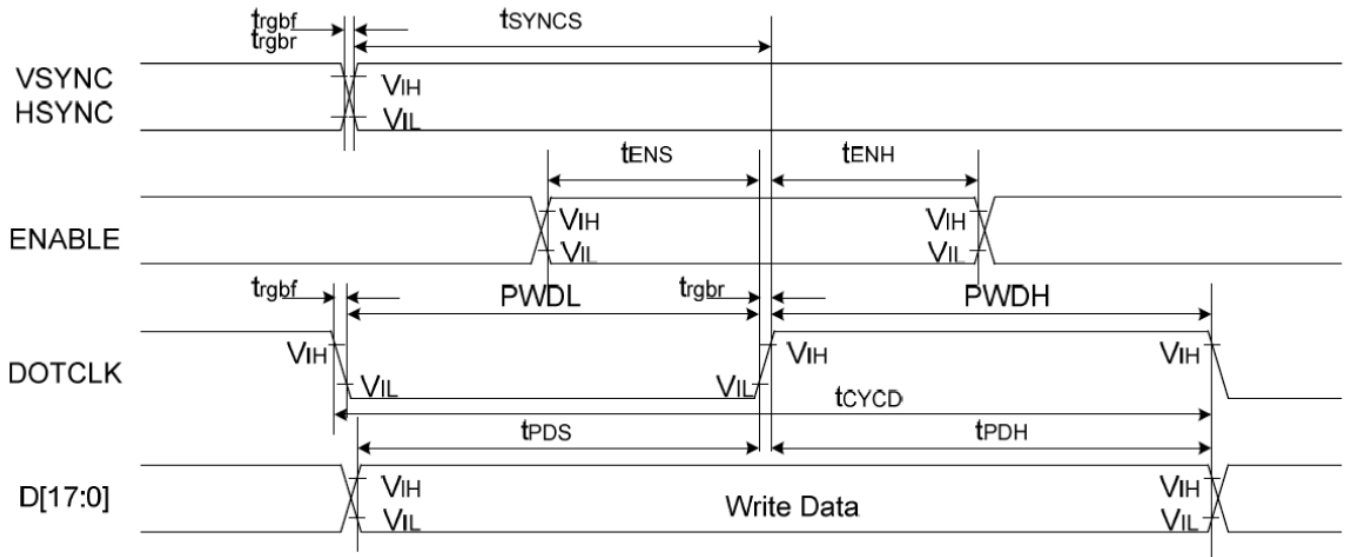 trgbf tSYNCS
trgbr
VSYNC VIH
HSYNC VIL
tENS tENH
VIH VIH
ENABLE
VIL VIL
trgbf PWDL trgbr PWDH
VIH VIH VIH
DOTCLK
VIL VIL
tCYCD
tPDS tPDH
VIH VIH
D[17:0] Write Data
VIL VIL